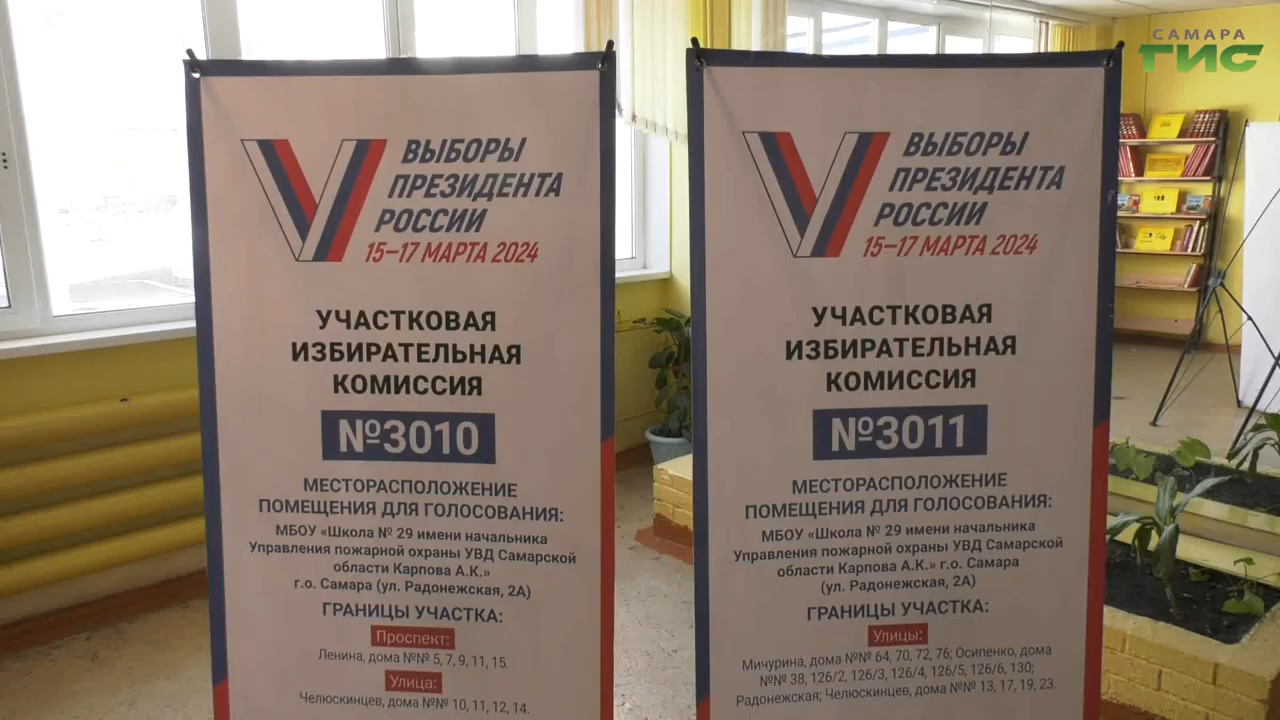 САМАРА
ГИС
ВЫБОРЫ
ПРЕЗИДЕНТА
РОССИИ
15–17 МАРТА 2024
УЧАСТКОВАЯ
ИЗБИРАТЕЛЬНАЯ
КОМИССИЯ
№3010
МЕСТОРАСПОЛОЖЕНИЕ
ПОМЕЩЕНИЯ ДЛЯ ГОЛОСОВАНИЯ:
МБОУ «Школа № 29 имени начальника
Управления пожарной охраны УВД Самарской
области Карпова А.К.»
г.о. Самара (ул. Радонежская, 2А)
ГРАНИЦЫ УЧАСТКА:
Проспект:
Ленина, дома №№ 5, 7, 9, 11, 15.
Улица:
Челюскинцев, дома №№ 10, 11, 12, 14.
ВЫБОРЫ
ПРЕЗИДЕНТА
РОССИИ
15–17 МАРТА 2024
УЧАСТКОВАЯ
ИЗБИРАТЕЛЬНАЯ
КОМИССИЯ
№3011
МЕСТОРАСПОЛОЖЕНИЕ
ПОМЕЩЕНИЯ ДЛЯ ГОЛОСОВАНИЯ:
МБОУ «Школа № 29 имени начальника
Управления пожарной охраны УВД Самарской
области Карпова А.К.» г.о. Самара
(ул. Радонежская, 2А)
ГРАНИЦЫ УЧАСТКА:
Улицы:
Мичурина, дома №№ 64, 70, 72, 76; Осипенко, дома
№№ 38, 126/2, 126/3, 126/4, 126/5, 126/6, 130;
Радонежская; Челюскинцев, дома №№ 13, 17, 19, 23.